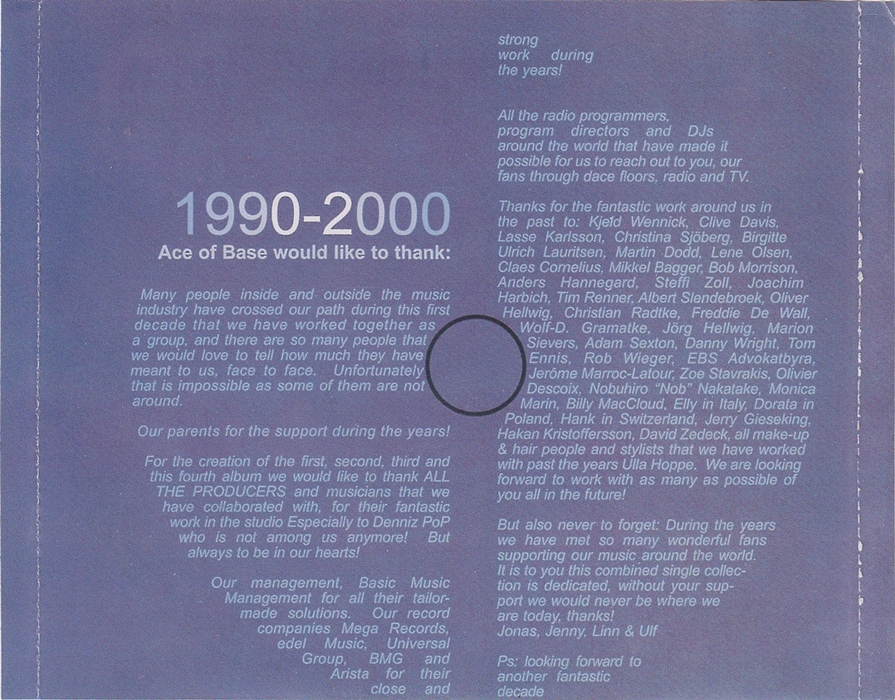 1990-2000
Ace of Base would like to thank:
Many people inside and outside the music
industry have crossed our path during this first
decade that we have worked together as
a group, and there are so many people that
we would love to tell how much they have
meant to us, face to face. Unfortunately
that is impossible as some of them are not
around.
Our parents for the support during the years!
For the creation of the first, second, third and
this fourth album we would like to thank ALL
THE PRODUCERS and musicians that we
have collaborated with, for their fantastic
work in the studio Especially to Denniz PoP
who is not among us anymore! But
always to be in our hearts!
Our management, Basic Music
Management for all their tailor-
made solutions. Our record
companies Mega Records,
edel Music, Universal
Group, BMG and
Arista for their
close and
strong
work during
the years!
All the radio programmers,
program directors and DJs
around the world that have made it
possible for us to reach out to you, our
fans through dace floors, radio and TV.
Thanks for the fantastic work around us in
the past to: Kjeld Wennick, Clive Davis,
Lasse Karlsson, Christina Sjöberg, Birgitte
Ulrich Lauritsen, Martin Dodd, Lene Olsen,
Claes Cornelius, Mikkel Bagger, Bob Morrison,
Anders Hannegard, Steffi Zoll, Joachim
Harbich, Tim Renner, Albert Slendebroek, Oliver
Hellwig, Christian Radtke, Freddie De Wall,
Wolf-D. Gramatke, Jörg Hellwig, Marion
Sievers, Adam Sexton, Danny Wright, Tom
Ennis, Rob Wieger, EBS Advokatbyra,
Jerôme Marroc-Latour, Zoe Stavrakis, Olivier
Descoix, Nobuhiro "Nob" Nakatake, Monica
Marin, Billy MacCloud, Elly in Italy, Dorata in
Poland, Hank in Switzerland, Jerry Gieseking,
Hakan Kristoffersson, David Zedeck, all make-up
& hair people and stylists that we have worked
with past the years Ulla Hoppe. We are looking
forward to work with as many as possible of
you all in the future!
But also never to forget: During the years
we have met so many wonderful fans
supporting our music around the world.
It is to you this combined single collec-
tion is dedicated, without your sup-
port we would never be where we
are today, thanks!
Jonas, Jenny, Linn & Ulf
Ps: looking forward to
another fantastic
decade